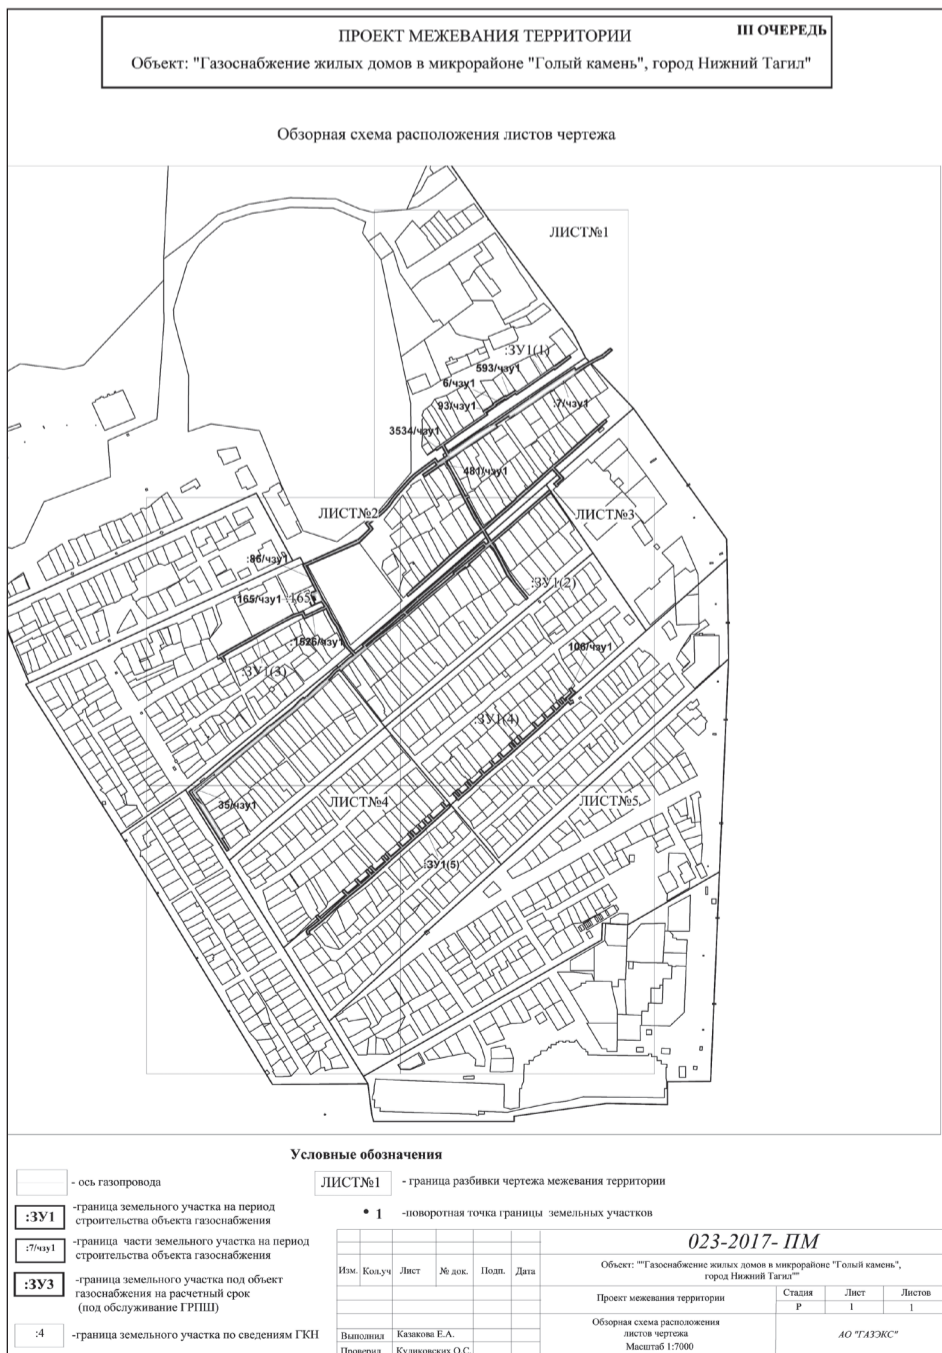 III ОЧЕРЕДЬ
ПРОЕКТ МЕЖЕВАНИЯ ТЕРРИТОРИИ
Объект: "Газоснабжение жилых домов в микрорайоне "Голый камень", город Нижний Тагил"
Обзорная схема расположения листов чертежа
ЛИСТ№1
:ЗУ1(1)
593/чзу1
6/чзу1
93/чзу1
:7/чзу1
3534/чзу1
481/чзу1
ЛИСТ№2
ЛИСТ№3
:86/чзу1
:ЗУ1(2)
(165/чзу1
:1526/чзу1
108/чзу1
:ЗУ1(3)
:ЗУ1(4)
35/чзу1
ЛИСТ№4
ЛИСТ№5
:ЗУ1(5)
Условные обозначения
- ось газопровода
ЛИСТ№1 - граница разбивки чертежа межевания территории
:ЗУ1 -граница земельного участка на период
строительства объекта газоснабжения
• 1 -поворотная точка границы земельных участков
:7/чзу1 -граница части земельного участка на период
строительства объекта газоснабжения
:ЗУ3 -граница земельного участка под объект
газоснабжения на расчетный срок
(под обслуживание ГРПШ)
:4 -граница земельного участка по сведениям ГКН
023-2017- ПМ
Объект: ""Газоснабжение жилых домов в микрорайоне "Голый камень",
город Нижний Тагил""
Изм. Кол.уч Лист № док. Подп. Дата
Проект межевания территории
Стадия Лист Листов
Р 1 1
Выполнил Казакова Е.А.
Проверил Куликовских О.С.
Обзорная схема расположения
листов чертежа
Масштаб 1:7000
АО "ГАЗЭКС"